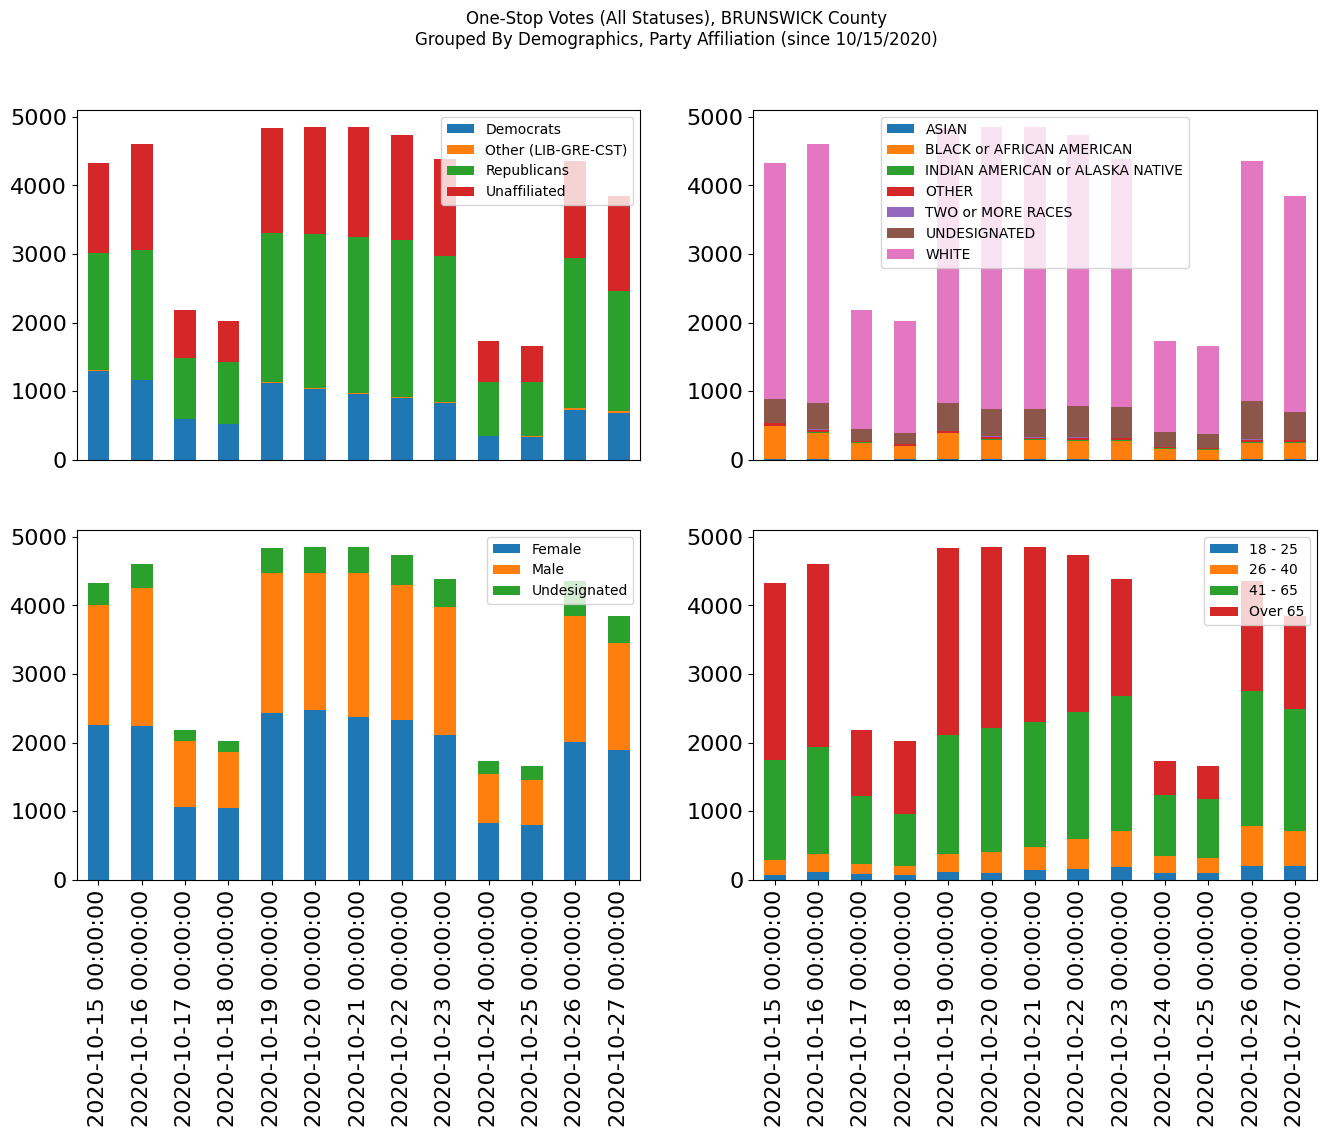 One-Stop Votes (All Statuses), BRUNSWICK County
Grouped By Demographics, Party Affiliation (since 10/15/2020)
5000
4000
3000
2000
1000
0
Democrats
Other (LIB-GRE-CST)
Republicans
Unaffiliated
5000
4000
3000
2000
1000
0
ASIAN
BLACK or AFRICAN AMERICAN
INDIAN AMERICAN or ALASKA NATIVE
OTHER
TWO or MORE RACES
UNDESIGNATED
WHITE
5000
4000
3000
2000
1000
0
Female
Male
Undesignated
2020-10-15 00:00:00
2020-10-16 00:00:00
2020-10-17 00:00:00
2020-10-18 00:00:00
2020-10-19 00:00:00
2020-10-20 00:00:00
2020-10-21 00:00:00
2020-10-22 00:00:00
2020-10-23 00:00:00
2020-10-24 00:00:00
2020-10-25 00:00:00
2020-10-26 00:00:00
2020-10-27 00:00:00
5000
4000
3000
2000
1000
0
18 - 25
26 - 40
41 - 65
Over 65
2020-10-15 00:00:00
2020-10-16 00:00:00
2020-10-17 00:00:00
2020-10-18 00:00:00
2020-10-19 00:00:00
2020-10-20 00:00:00
2020-10-21 00:00:00
2020-10-22 00:00:00
2020-10-23 00:00:00
2020-10-24 00:00:00
2020-10-25 00:00:00
2020-10-26 00:00:00
2020-10-27 00:00:00